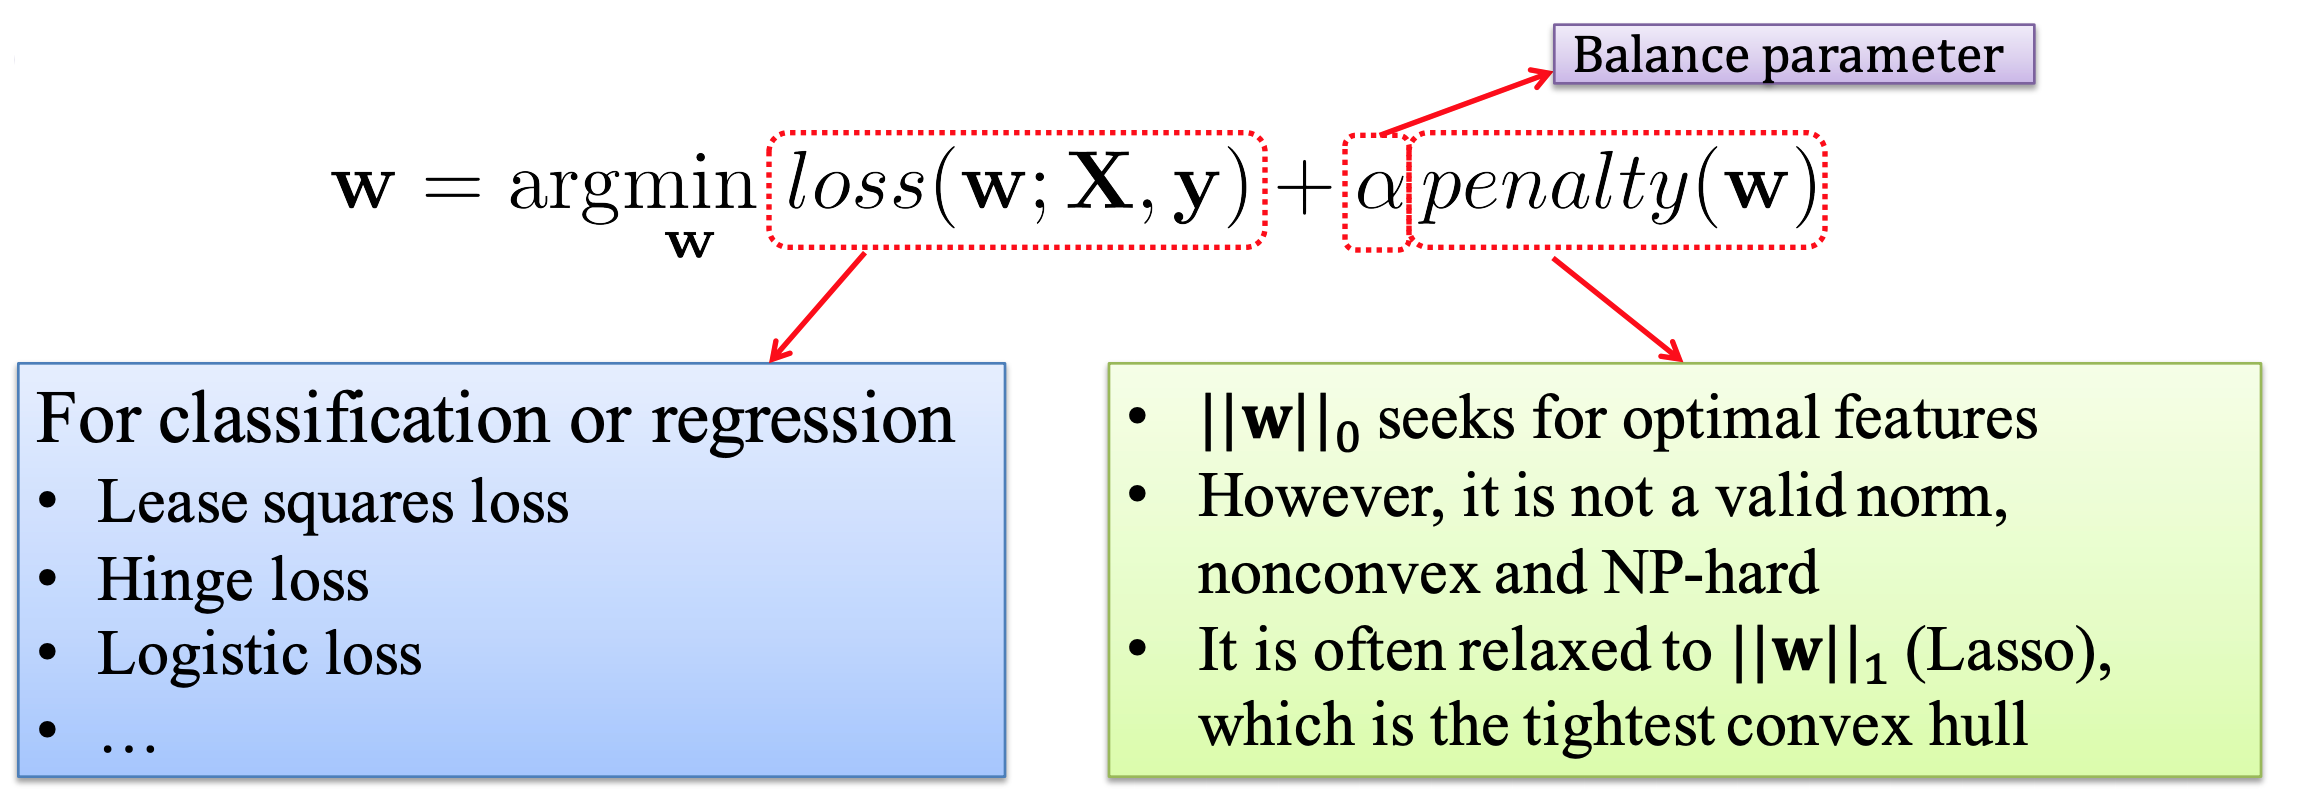 Balance parameter
w = argmin loss(w; X, y) + α penalty(w)
w
For classification or regression
• Lease squares loss
• Hinge loss
• Logistic loss
• …
• ||w||₀ seeks for optimal features
• However, it is not a valid norm,
nonconvex and NP-hard
• It is often relaxed to ||w||₁ (Lasso),
which is the tightest convex hull